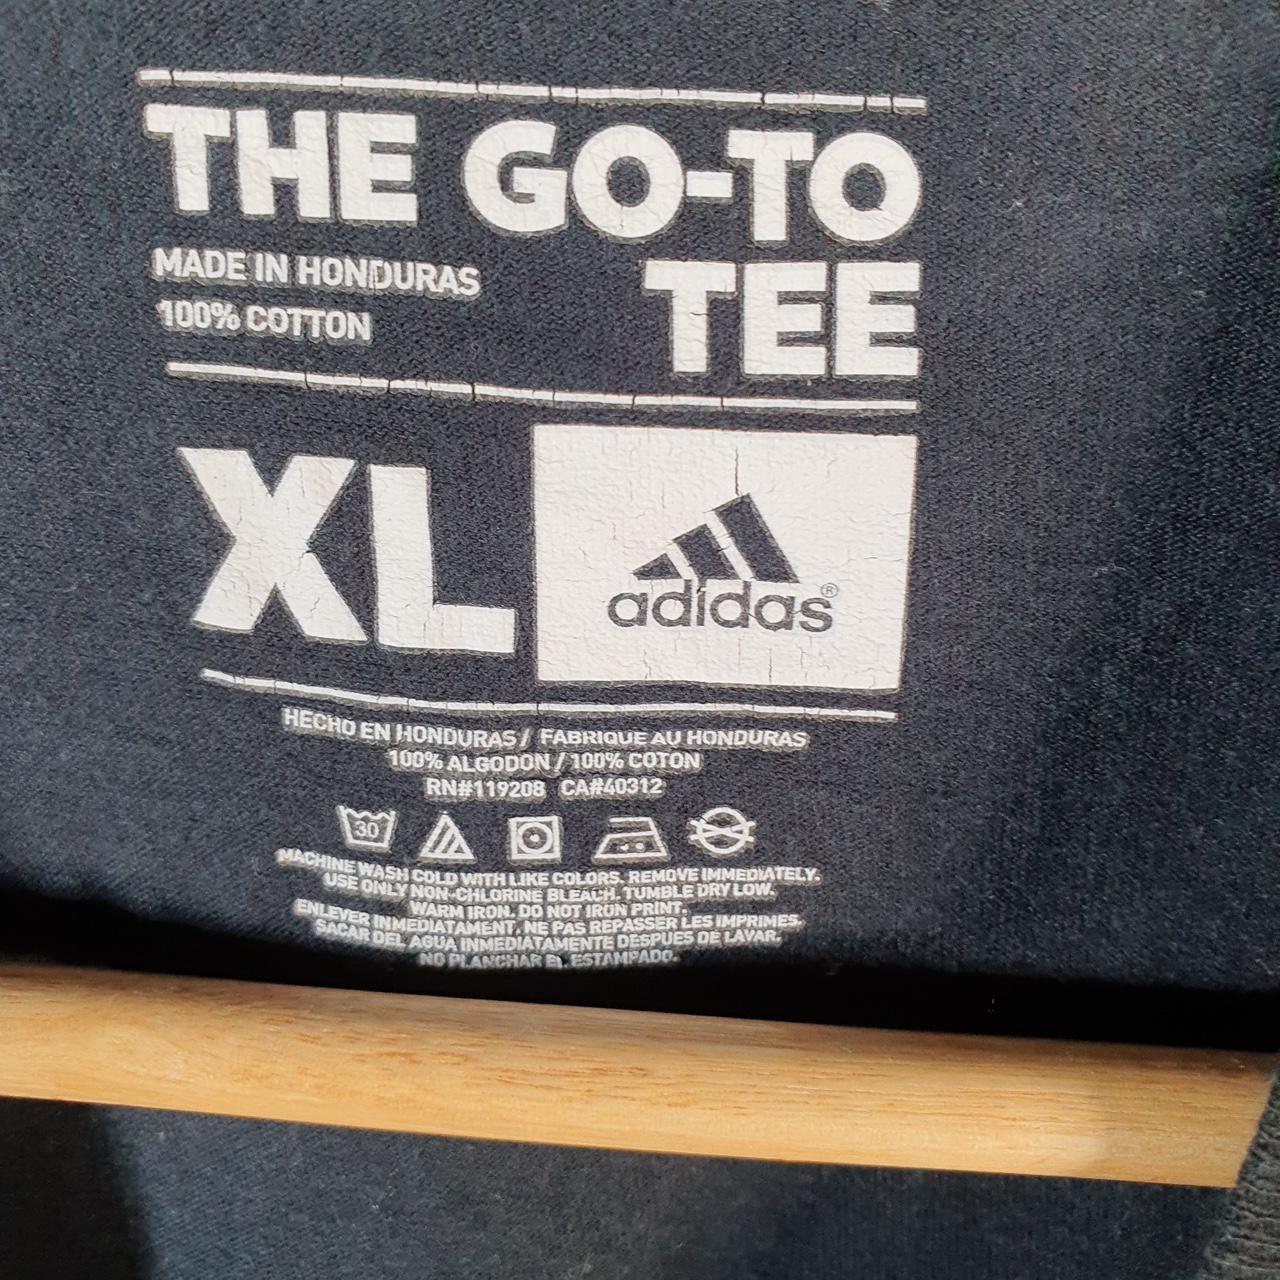 THE GO-TO
TEE
MADE IN HONDURAS
100% COTTON
XL
adidas®
HECHO EN HONDURAS / FABRIQUE AU HONDURAS
100% ALGODON / 100% COTON
RN#119208 CA#40312
30
MACHINE WASH COLD WITH LIKE COLORS. REMOVE IMMEDIATELY.
USE ONLY NON-CHLORINE BLEACH. TUMBLE DRY LOW.
WARM IRON. DO NOT IRON PRINT.
ENLEVER INMEDIATAMENT. NE PAS REPASSER LES IMPRIMES.
SACAR DEL AGUA INMEDIATAMENTE DESPUES DE LAVAR.
NO PLANCHAR EL ESTAMPADO.